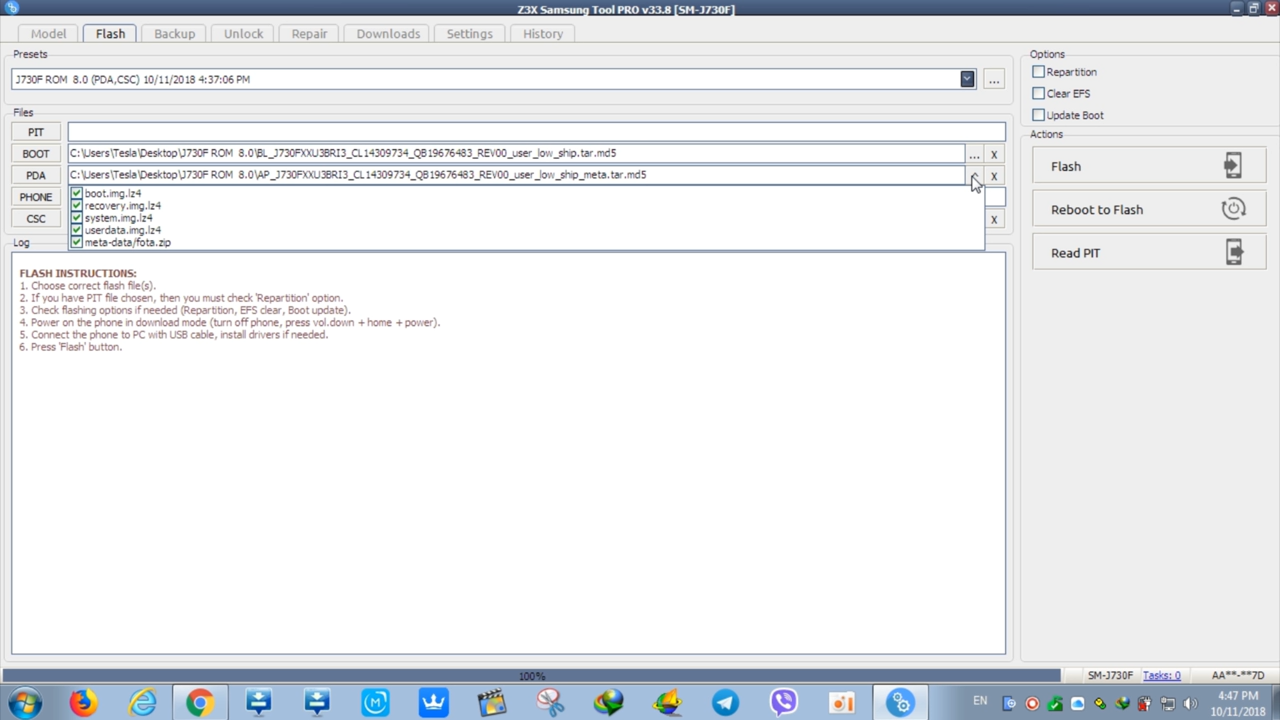 Z3X Samsung Tool PRO v33.8 [SM-J730F]
Model Flash Backup Unlock Repair Downloads Settings History
Presets
J730F ROM 8.0 (PDA,CSC) 10/11/2018 4:37:06 PM
...
Files
PIT
BOOT C:\Users\Tesla\Desktop\J730F ROM 8.0\BL_J730FXXU3BRI3_CL14309734_QB19676483_REV00_user_low_ship.tar.md5 ... x
PDA C:\Users\Tesla\Desktop\J730F ROM 8.0\AP_J730FXXU3BRI3_CL14309734_QB19676483_REV00_user_low_ship_meta.tar.md5 x
PHONE
CSC x
boot.img.lz4
recovery.img.lz4
system.img.lz4
userdata.img.lz4
meta-data/fota.zip
Log
FLASH INSTRUCTIONS:
1. Choose correct flash file(s).
2. If you have PIT file chosen, then you must check 'Repartition' option.
3. Check flashing options if needed (Repartition, EFS clear, Boot update).
4. Power on the phone in download mode (turn off phone, press vol.down + home + power).
5. Connect the phone to PC with USB cable, install drivers if needed.
6. Press 'Flash' button.
Options
Repartition
Clear EFS
Update Boot
Actions
Flash
Reboot to Flash
Read PIT
100%
SM-J730F Tasks: 0 AA**-**7D
EN
4:47 PM
10/11/2018